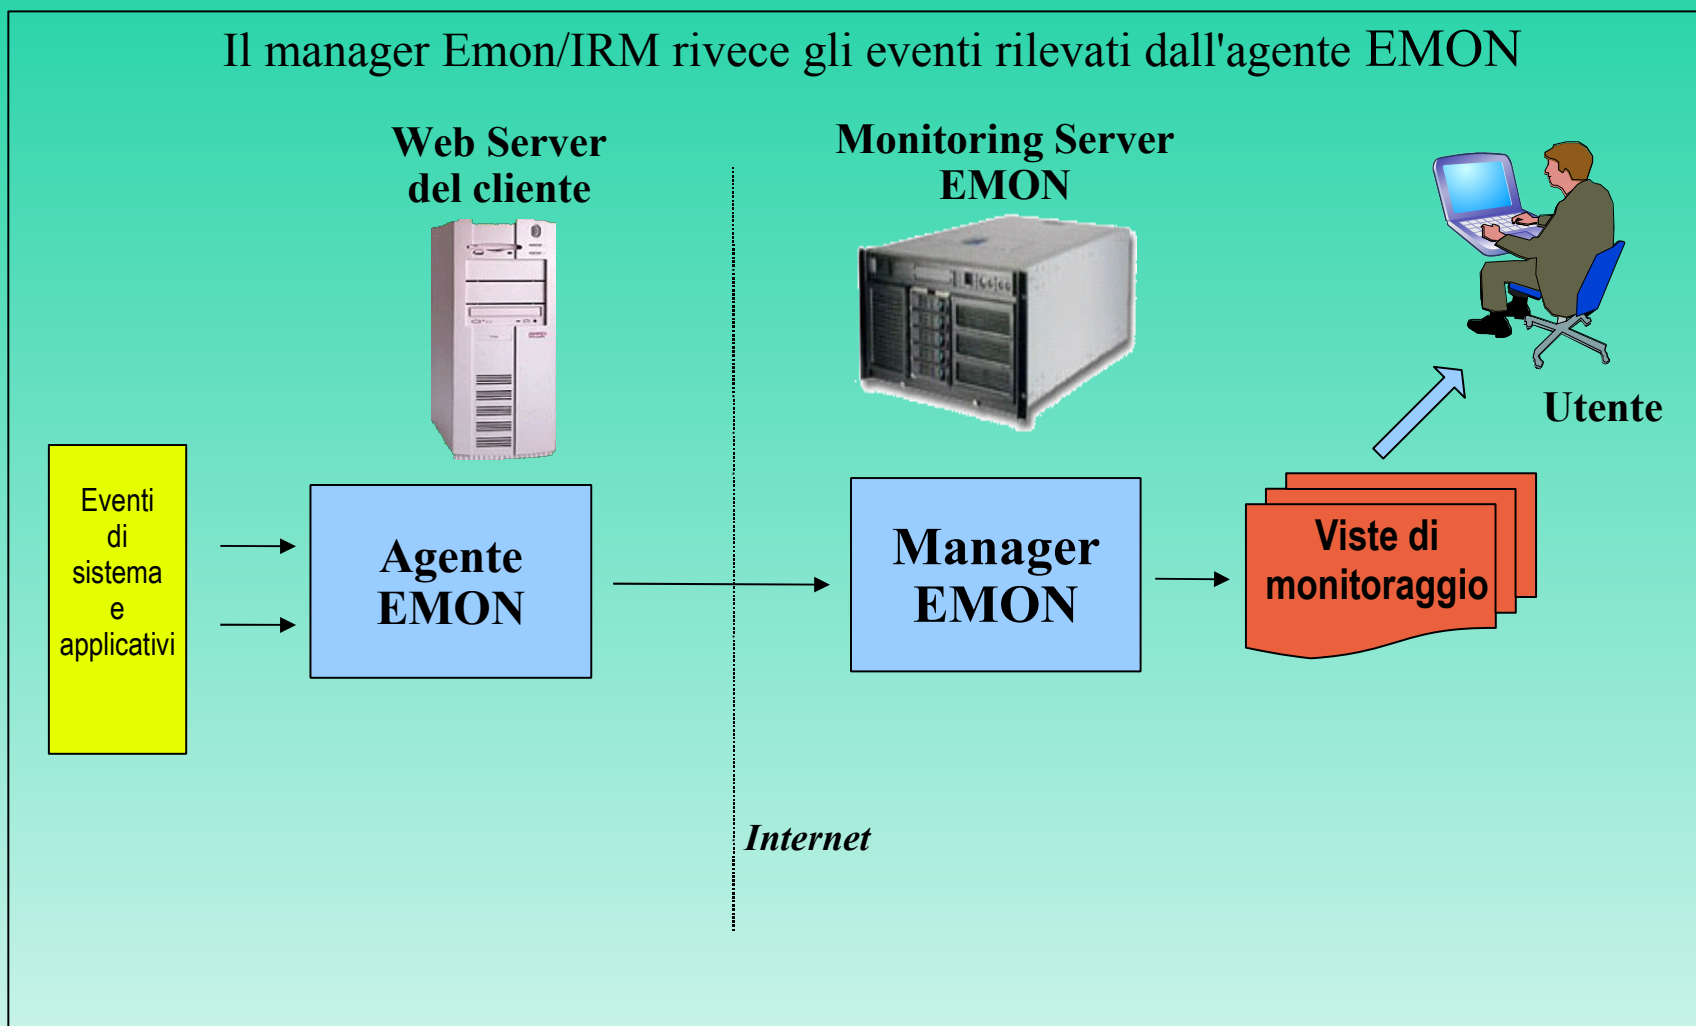 Il manager Emon/IRM rivece gli eventi rilevati dall'agente EMON
Web Server
del cliente
Monitoring Server
EMON
Utente
Eventi
di
sistema
e
applicativi
Agente
EMON
Manager
EMON
Viste di
monitoraggio
Internet